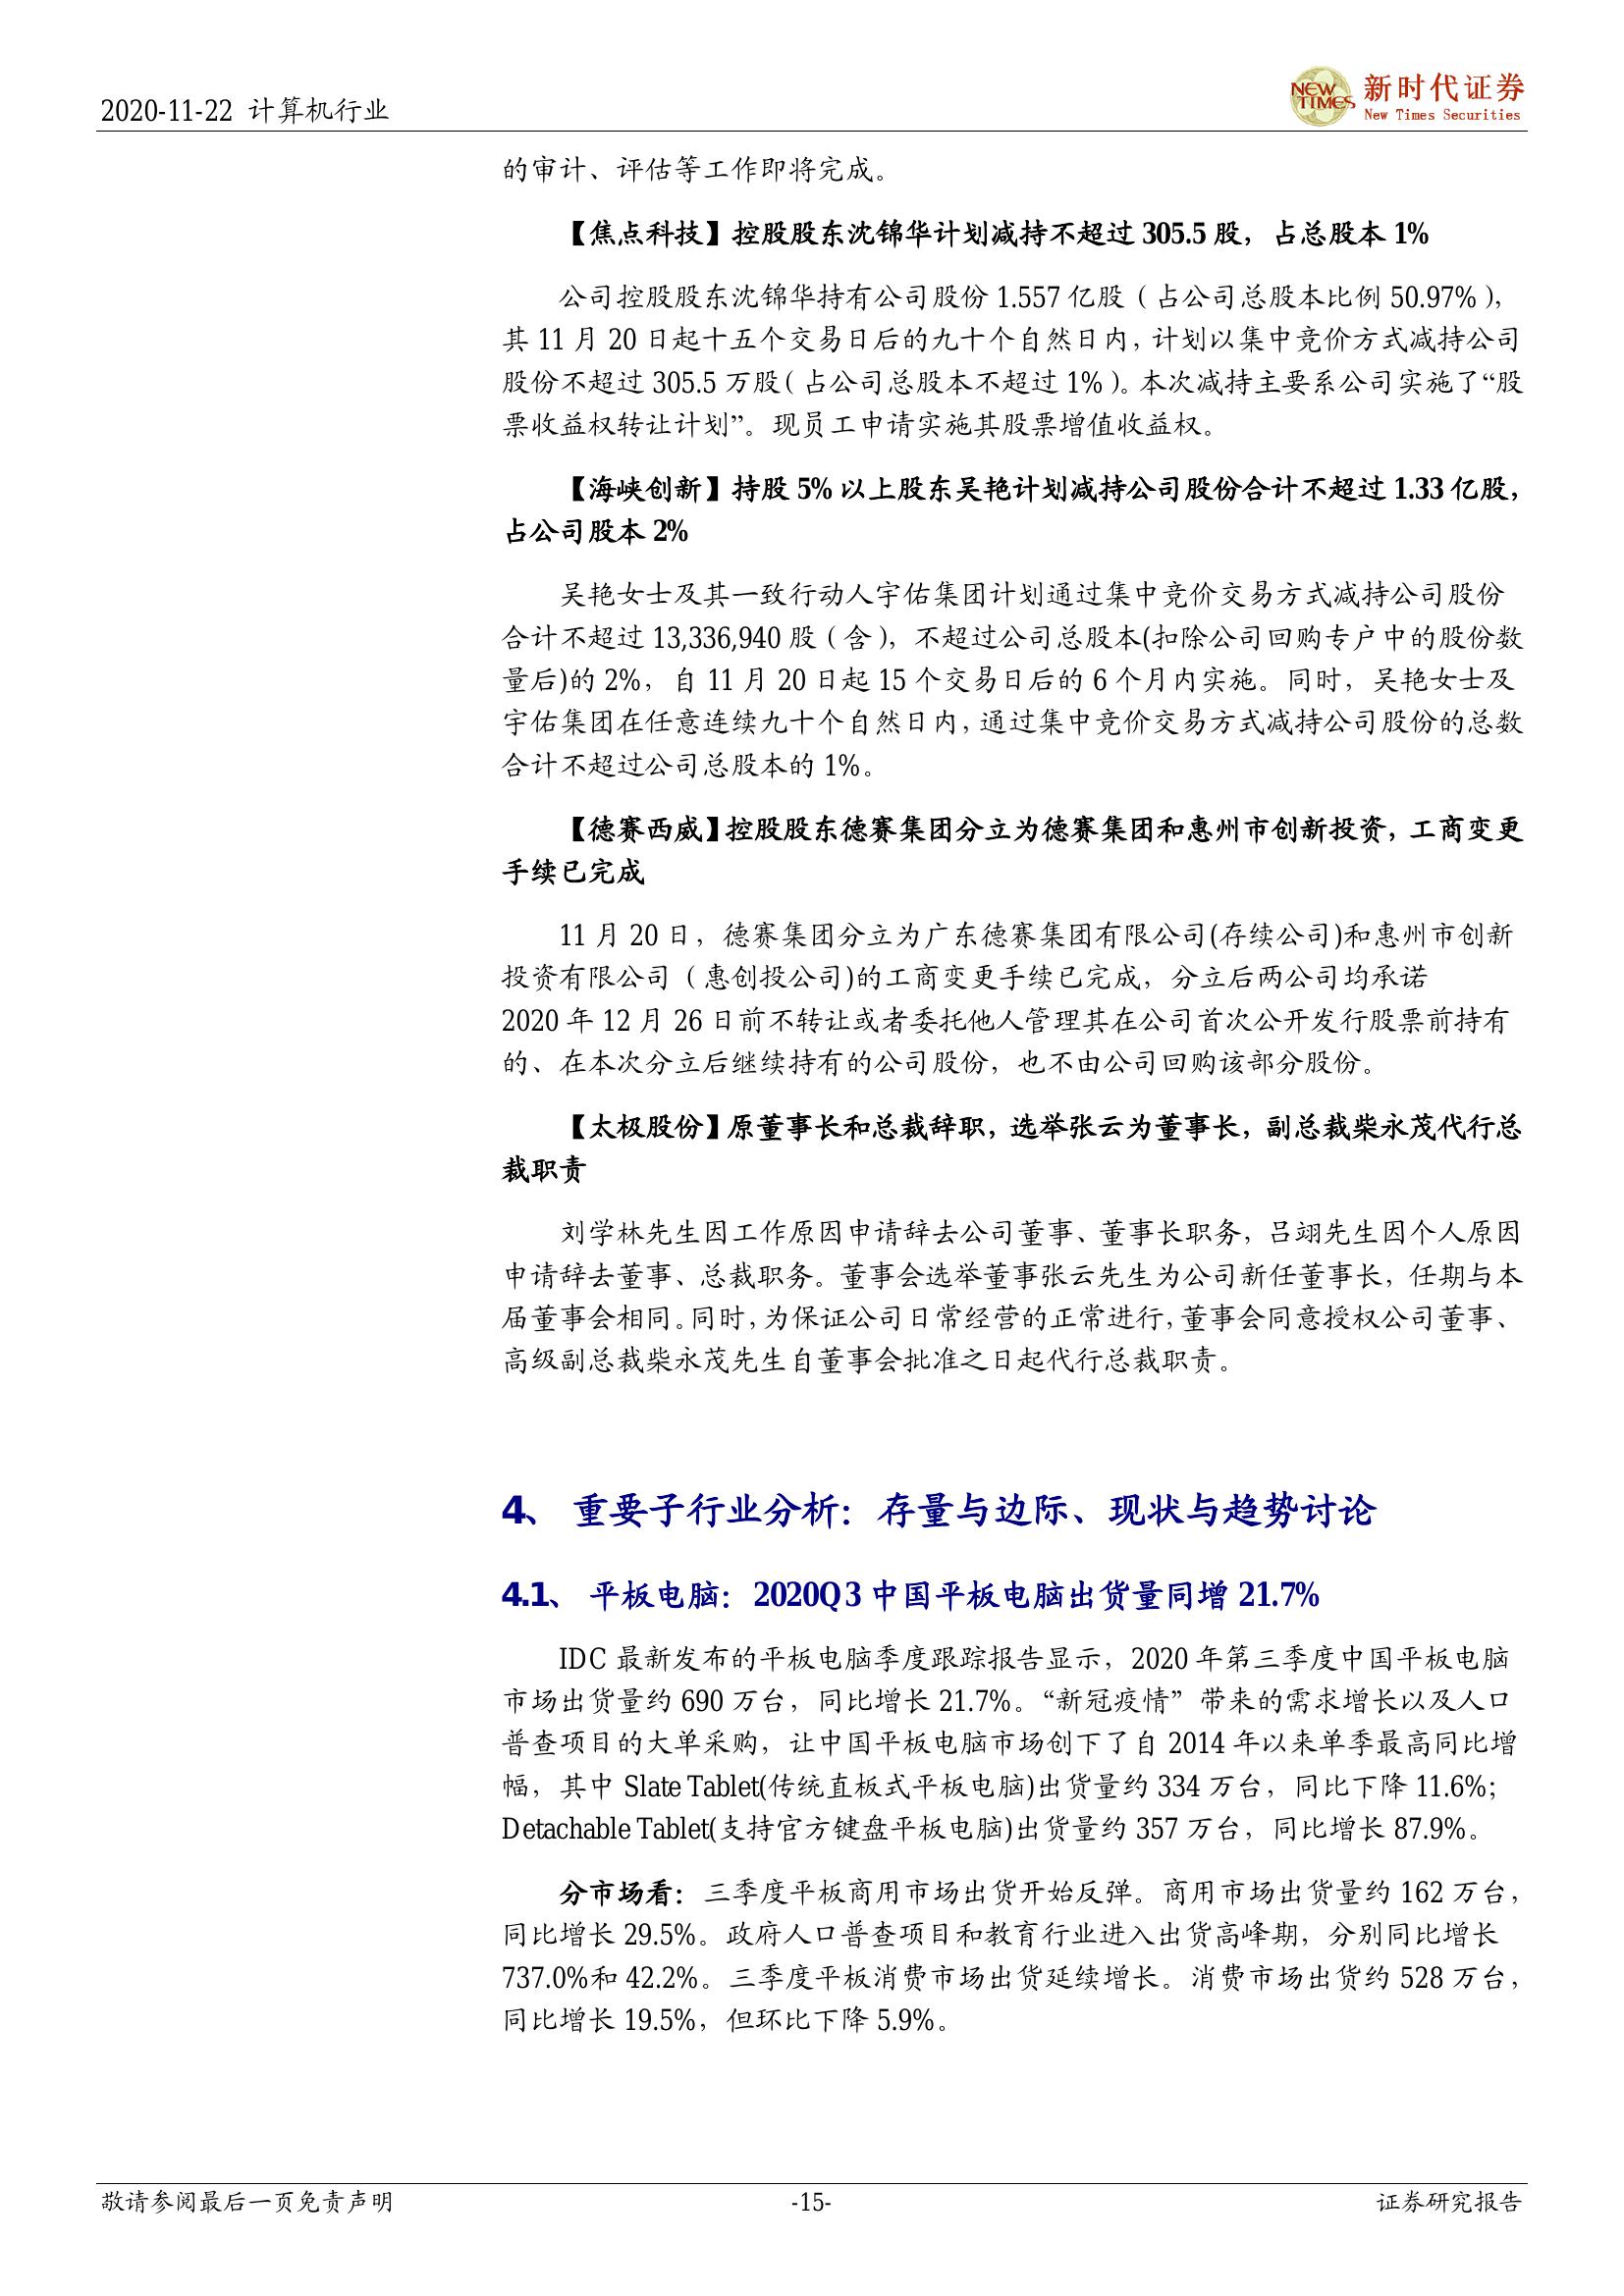 2020-11-22 计算机行业
NEW TIMES 新时代证券
New Times Securities
的审计、评估等工作即将完成。
【焦点科技】控股股东沈锦华计划减持不超过 305.5 股，占总股本 1%
公司控股股东沈锦华持有公司股份 1.557 亿股（占公司总股本比例 50.97%），
其 11 月 20 日起十五个交易日后的九十个自然日内，计划以集中竞价方式减持公司
股份不超过 305.5 万股（占公司总股本不超过 1%）。本次减持主要系公司实施了“股
票收益权转让计划”。现员工申请实施其股票增值收益权。
【海峡创新】持股 5%以上股东吴艳计划减持公司股份合计不超过 1.33 亿股，
占公司股本 2%
吴艳女士及其一致行动人宇佑集团计划通过集中竞价交易方式减持公司股份
合计不超过 13,336,940 股（含），不超过公司总股本(扣除公司回购专户中的股份数
量后)的 2%，自 11 月 20 日起 15 个交易日后的 6 个月内实施。同时，吴艳女士及
宇佑集团在任意连续九十个自然日内，通过集中竞价交易方式减持公司股份的总数
合计不超过公司总股本的 1%。
【德赛西威】控股股东德赛集团分立为德赛集团和惠州市创新投资，工商变更
手续已完成
11 月 20 日，德赛集团分立为广东德赛集团有限公司(存续公司)和惠州市创新
投资有限公司（惠创投公司)的工商变更手续已完成，分立后两公司均承诺
2020 年 12 月 26 日前不转让或者委托他人管理其在公司首次公开发行股票前持有
的、在本次分立后继续持有的公司股份，也不由公司回购该部分股份。
【太极股份】原董事长和总裁辞职，选举张云为董事长，副总裁柴永茂代行总
裁职责
刘学林先生因工作原因申请辞去公司董事、董事长职务，吕翊先生因个人原因
申请辞去董事、总裁职务。董事会选举董事张云先生为公司新任董事长，任期与本
届董事会相同。同时，为保证公司日常经营的正常进行，董事会同意授权公司董事、
高级副总裁柴永茂先生自董事会批准之日起代行总裁职责。
4、 重要子行业分析：存量与边际、现状与趋势讨论
4.1、 平板电脑：2020Q3 中国平板电脑出货量同增 21.7%
IDC 最新发布的平板电脑季度跟踪报告显示，2020 年第三季度中国平板电脑
市场出货量约 690 万台，同比增长 21.7%。“新冠疫情”带来的需求增长以及人口
普查项目的大单采购，让中国平板电脑市场创下了自 2014 年以来单季最高同比增
幅，其中 Slate Tablet(传统直板式平板电脑)出货量约 334 万台，同比下降 11.6%；
Detachable Tablet(支持官方键盘平板电脑)出货量约 357 万台，同比增长 87.9%。
分市场看：三季度平板商用市场出货开始反弹。商用市场出货量约 162 万台，
同比增长 29.5%。政府人口普查项目和教育行业进入出货高峰期，分别同比增长
737.0%和 42.2%。三季度平板消费市场出货延续增长。消费市场出货约 528 万台，
同比增长 19.5%，但环比下降 5.9%。
敬请参阅最后一页免责声明 -15- 证券研究报告